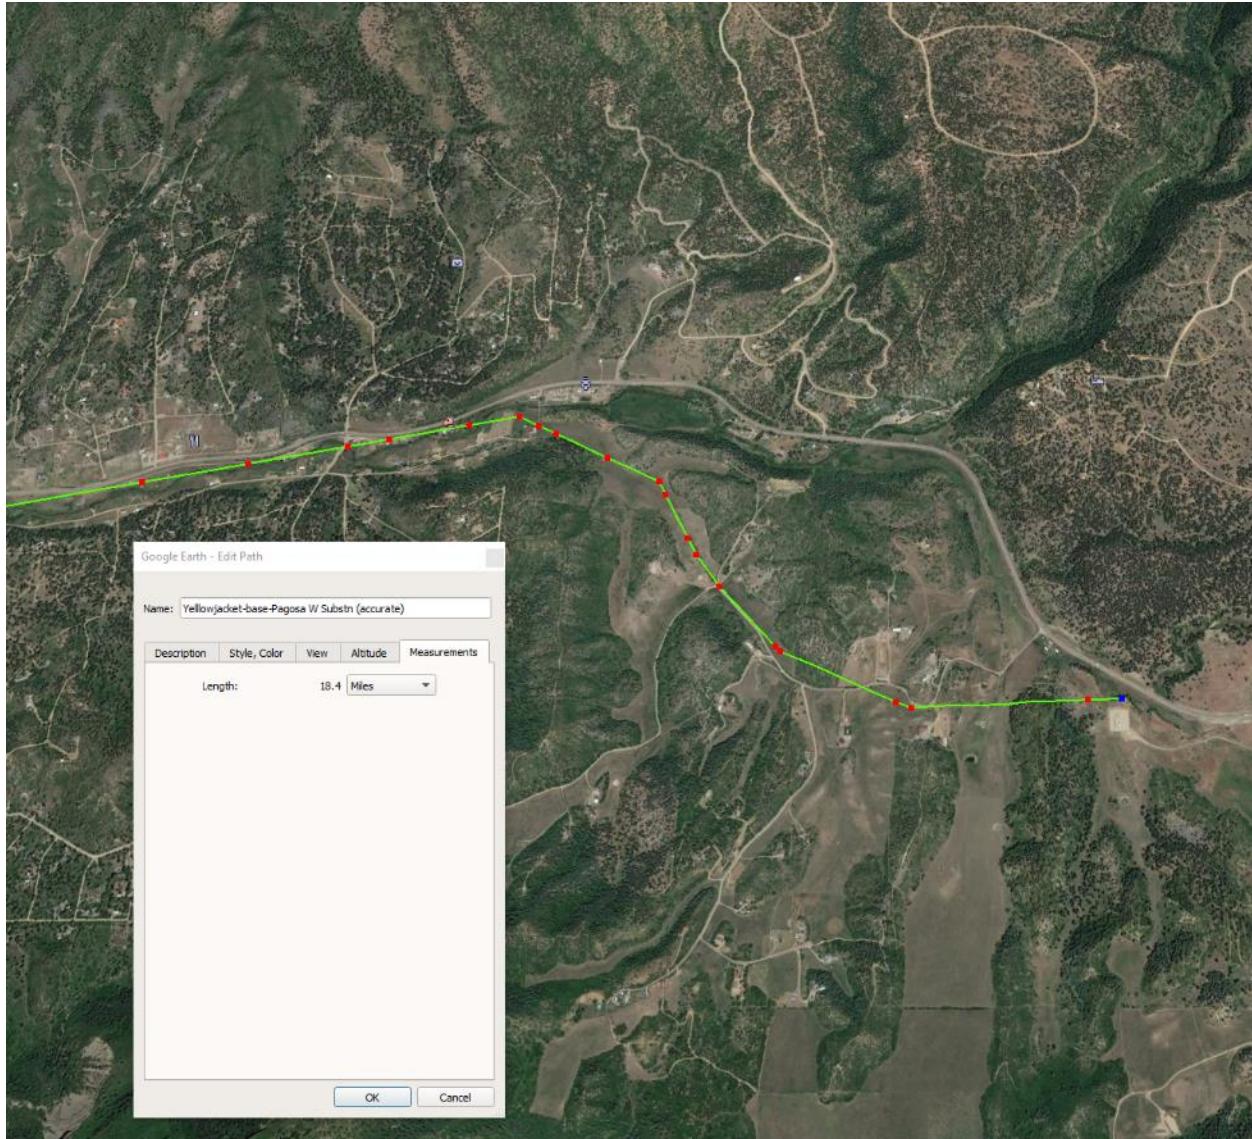 Google Earth - Edit Path
Name: Yellowjacket-base-Pagosa W Substn (accurate)
Description Style, Color View Altitude Measurements
Length: 18.4 Miles
OK Cancel